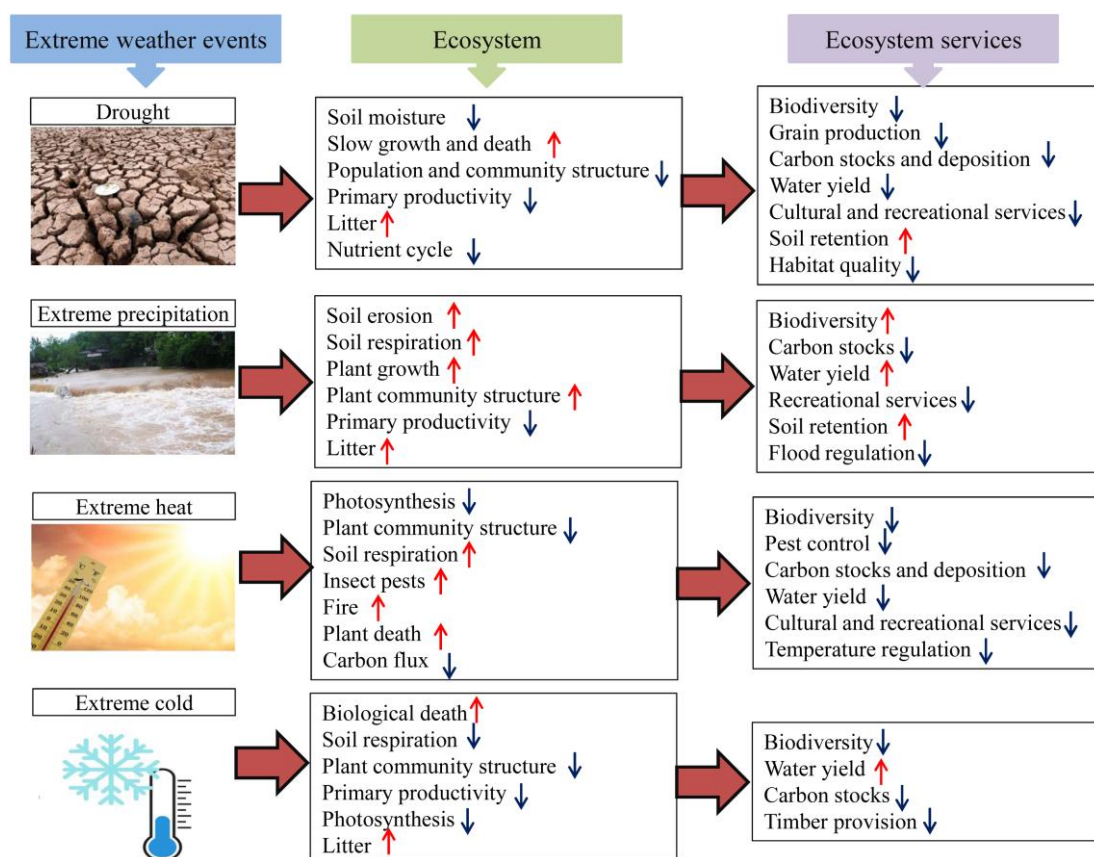 Extreme weather events
Ecosystem
Ecosystem services
Drought
Soil moisture ↓
Slow growth and death ↑
Population and community structure ↓
Primary productivity ↓
Litter ↑
Nutrient cycle ↓
Biodiversity ↓
Grain production ↓
Carbon stocks and deposition ↓
Water yield ↓
Cultural and recreational services ↓
Soil retention ↑
Habitat quality ↓
Extreme precipitation
Soil erosion ↑
Soil respiration ↑
Plant growth ↑
Plant community structure ↑
Primary productivity ↓
Litter ↑
Biodiversity ↑
Carbon stocks ↓
Water yield ↑
Recreational services ↓
Soil retention ↑
Flood regulation ↓
Extreme heat
Photosynthesis ↓
Plant community structure ↓
Soil respiration ↑
Insect pests ↑
Fire ↑
Plant death ↑
Carbon flux ↓
Biodiversity ↓
Pest control ↓
Carbon stocks and deposition ↓
Water yield ↓
Cultural and recreational services ↓
Temperature regulation ↓
Extreme cold
Biological death ↑
Soil respiration ↓
Plant community structure ↓
Primary productivity ↓
Photosynthesis ↓
Litter ↑
Biodiversity ↓
Water yield ↑
Carbon stocks ↓
Timber provision ↓